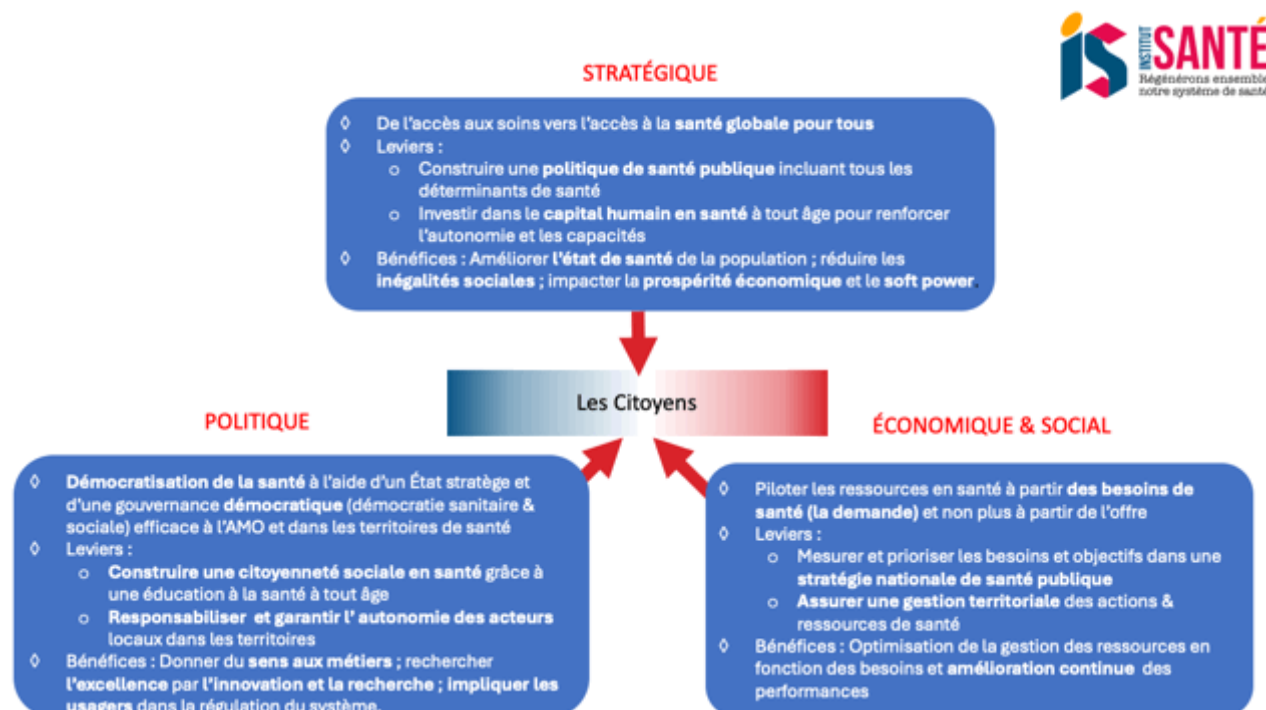 INSTITUT
SANTÉ
Régénérons ensemble
notre système de santé
STRATÉGIQUE
◊ De l'accès aux soins vers l'accès à la santé globale pour tous
◊ Leviers :
o Construire une politique de santé publique incluant tous les
déterminants de santé
o Investir dans le capital humain en santé à tout âge pour renforcer
l'autonomie et les capacités
◊ Bénéfices : Améliorer l'état de santé de la population ; réduire les
inégalités sociales ; impacter la prospérité économique et le soft power.
Les Citoyens
POLITIQUE
◊ Démocratisation de la santé à l'aide d'un État stratège et
d'une gouvernance démocratique (démocratie sanitaire &
sociale) efficace à l'AMO et dans les territoires de santé
◊ Leviers :
o Construire une citoyenneté sociale en santé grâce à
une éducation à la santé à tout âge
o Responsabiliser et garantir l' autonomie des acteurs
locaux dans les territoires
◊ Bénéfices : Donner du sens aux métiers ; rechercher
l'excellence par l'innovation et la recherche ; impliquer les
usagers dans la régulation du système.
ÉCONOMIQUE & SOCIAL
◊ Piloter les ressources en santé à partir des besoins de
santé (la demande) et non plus à partir de l'offre
◊ Leviers :
o Mesurer et prioriser les besoins et objectifs dans une
stratégie nationale de santé publique
o Assurer une gestion territoriale des actions &
ressources de santé
◊ Bénéfices : Optimisation de la gestion des ressources en
fonction des besoins et amélioration continue des
performances